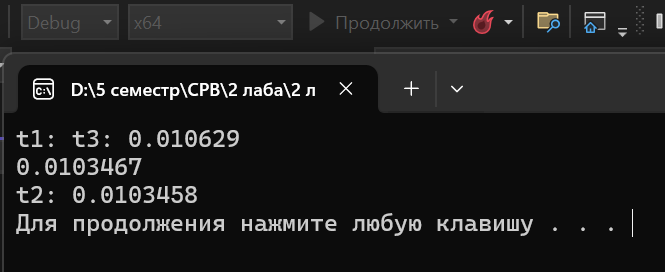 Debug x64 Продолжить
D:\5 семестр\СРВ\2 лаба\2 л
t1: t3: 0.010629
0.0103467
t2: 0.0103458
Для продолжения нажмите любую клавишу . . .